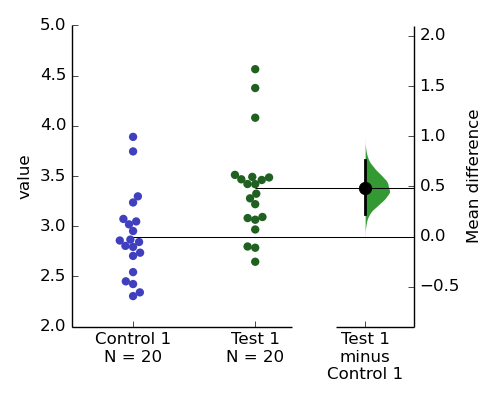 5.0
4.5
4.0
3.5
3.0
2.5
2.0
value
Control 1
N = 20
Test 1
N = 20
2.0
1.5
1.0
0.5
0.0
−0.5
Mean difference
Test 1
minus
Control 1